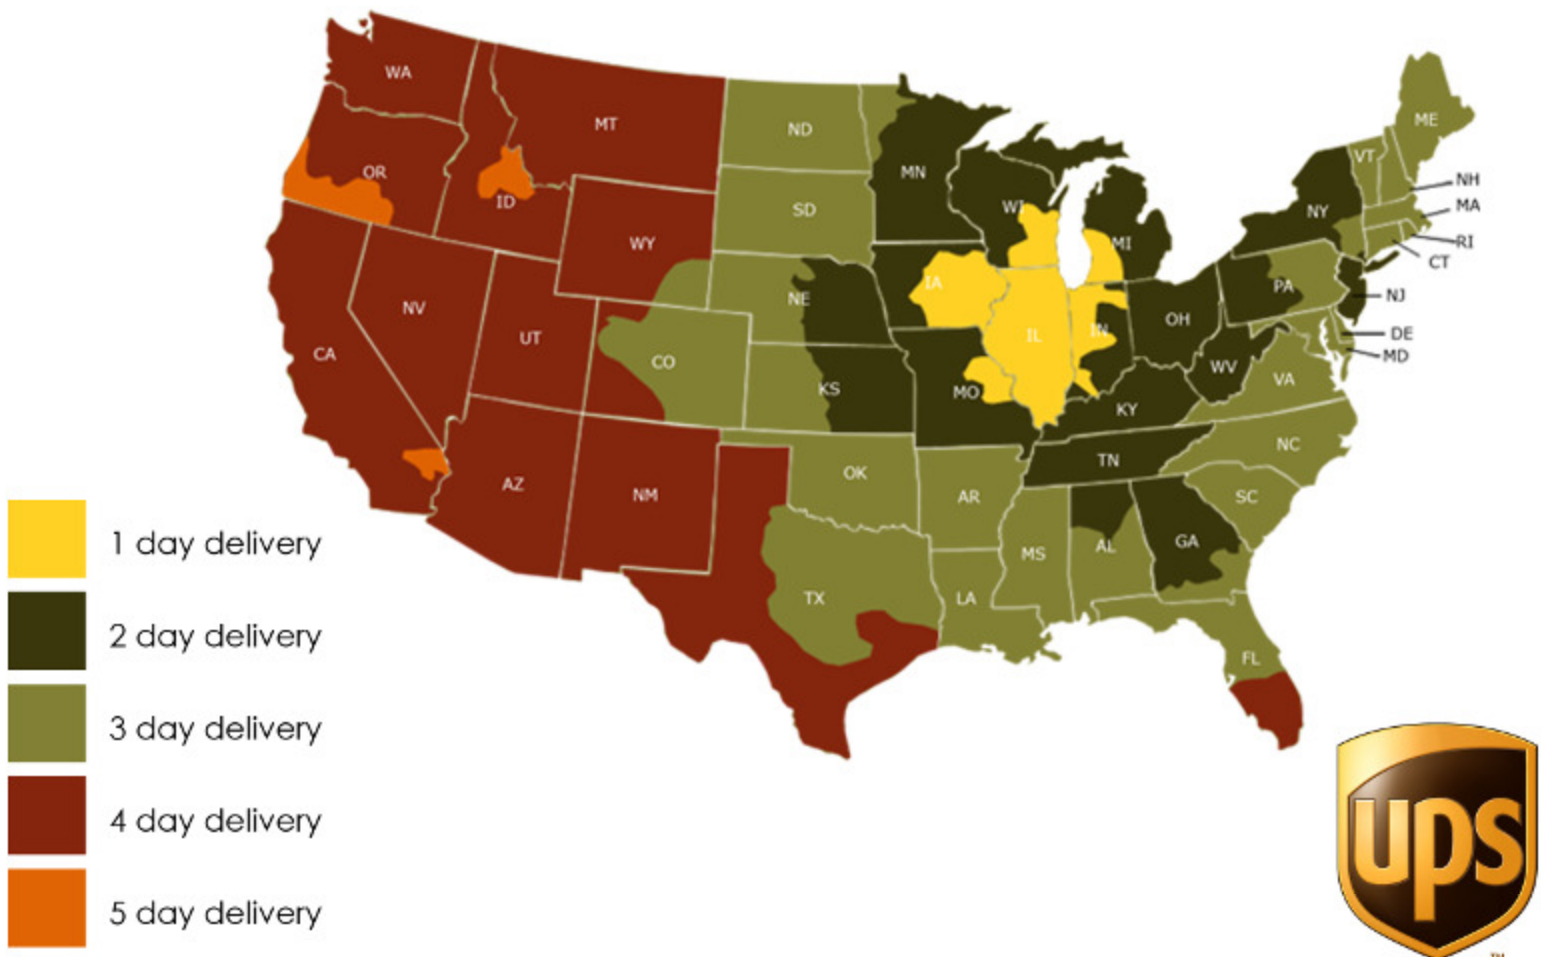 WA
MT
ND
ME
OR
ID
MN
VT
NH
WI
NY
MA
SD
MI
RI
WY
CT
IA
NE
PA
NJ
NV
UT
IL
IN
OH
DE
CA
CO
MD
KS
MO
WV
VA
KY
NC
AZ
NM
OK
TN
AR
SC
MS
AL
GA
TX
LA
FL
1 day delivery
2 day delivery
3 day delivery
4 day delivery
5 day delivery
ups
TM